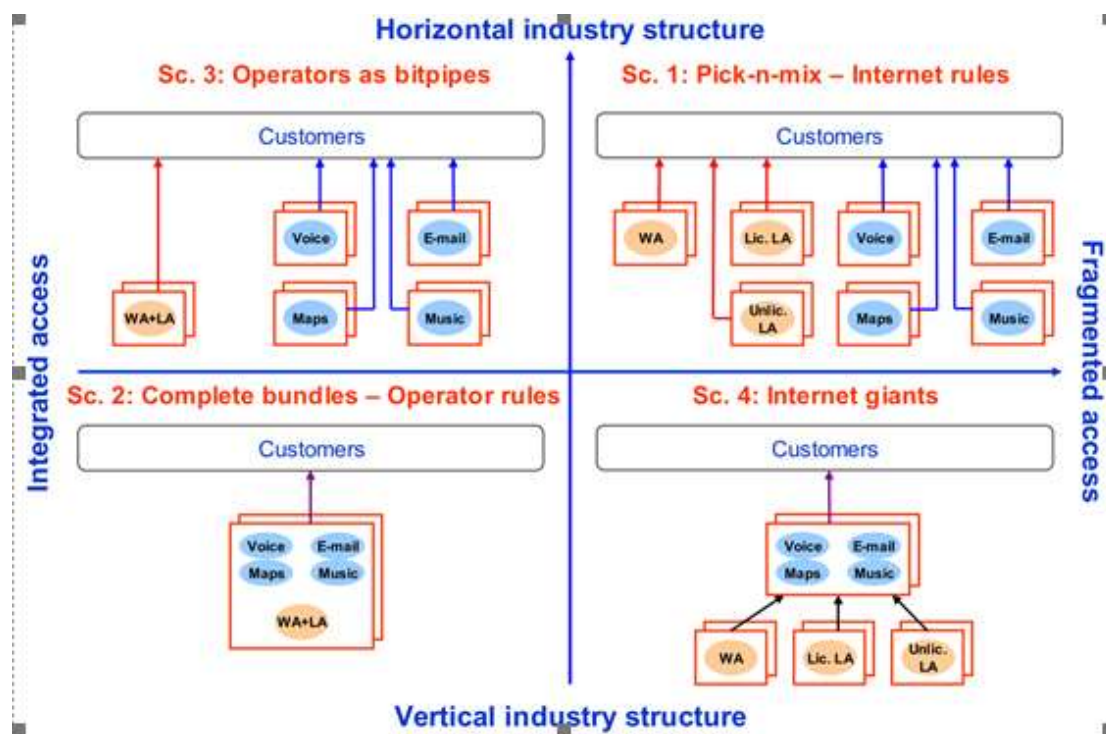 Horizontal industry structure
Sc. 3: Operators as bitpipes
Customers
Voice
E-mail
WA+LA
Maps
Music
Sc. 1: Pick-n-mix – Internet rules
Customers
WA
Lic. LA
Voice
E-mail
Unlic.
LA
Maps
Music
Integrated access
Fragmented access
Sc. 2: Complete bundles – Operator rules
Customers
Voice
E-mail
Maps
Music
WA+LA
Sc. 4: Internet giants
Customers
Voice
E-mail
Maps
Music
WA
Lic. LA
Unlic.
LA
Vertical industry structure